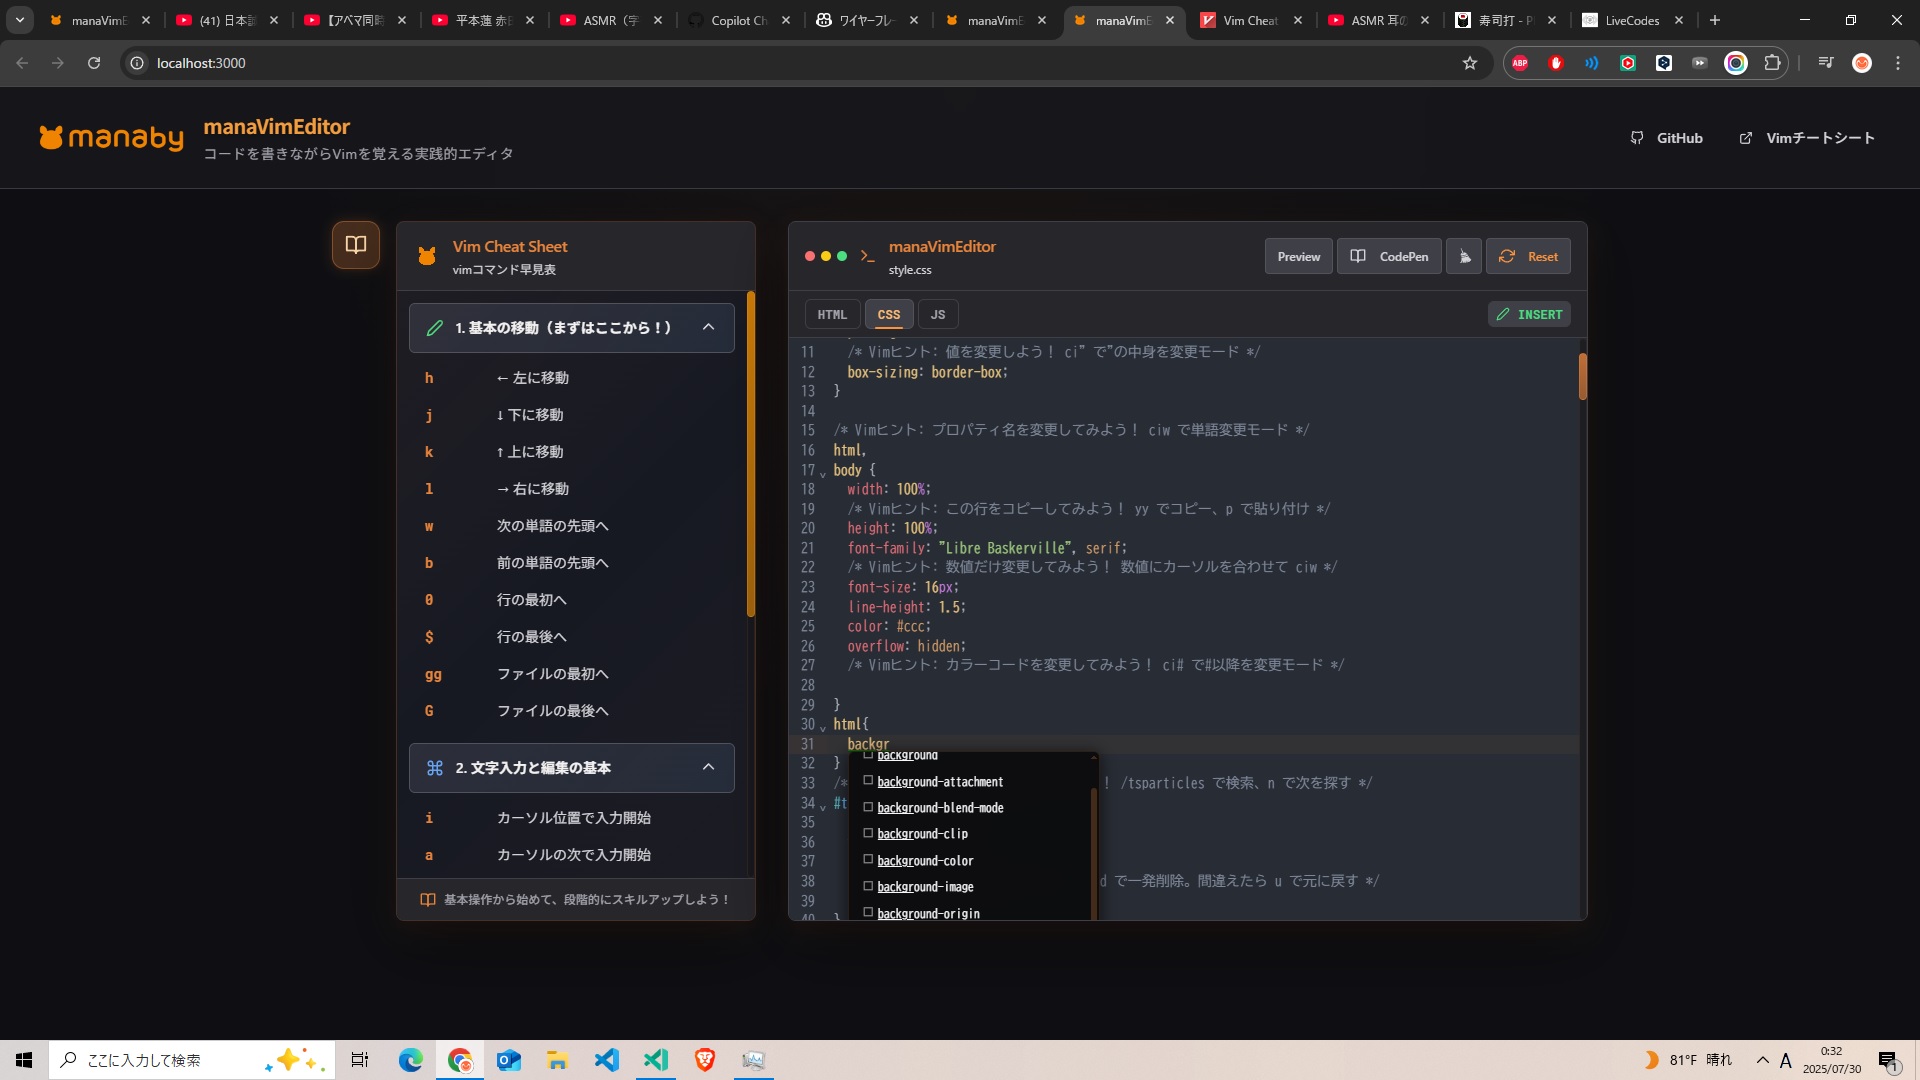 manaVimE
(41) 日本語
【アベマ同時
平本蓮 赤
ASMR（字
Copilot Ch
ワイヤーフレ
manaVimE
manaVimE
Vim Cheat
ASMR 耳の
寿司打 - P
LiveCodes
localhost:3000
ABP
manaby
manaVimEditor
コードを書きながらVimを覚える実践的エディタ
GitHub
Vimチートシート
Vim Cheat Sheet
vimコマンド早見表
1. 基本の移動（まずはここから！）
h ← 左に移動
j ↓ 下に移動
k ↑ 上に移動
l → 右に移動
w 次の単語の先頭へ
b 前の単語の先頭へ
0 行の最初へ
$ 行の最後へ
gg ファイルの最初へ
G ファイルの最後へ
2. 文字入力と編集の基本
i カーソル位置で入力開始
a カーソルの次で入力開始
基本操作から始めて、段階的にスキルアップしよう！
manaVimEditor
style.css
Preview
CodePen
Reset
HTML
CSS
JS
INSERT
11 /* Vimヒント: 値を変更しよう！ ci" で"の中身を変更モード */
12 box-sizing: border-box;
13 }
14
15 /* Vimヒント: プロパティ名を変更してみよう！ ciw で単語変更モード */
16 html,
17 body {
18 width: 100%;
19 /* Vimヒント: この行をコピーしてみよう！ yy でコピー、p で貼り付け */
20 height: 100%;
21 font-family: "Libre Baskerville", serif;
22 /* Vimヒント: 数値だけ変更してみよう！ 数値にカーソルを合わせて ciw */
23 font-size: 16px;
24 line-height: 1.5;
25 color: #ccc;
26 overflow: hidden;
27 /* Vimヒント: カラーコードを変更してみよう！ ci# で#以降を変更モード */
28
29 }
30 html{
31 backgr
32 }
33 /* ！ /tsparticles で検索、n で次を探す */
34 #t
35
36
37
38 d で一発削除。間違えたら u で元に戻す */
39
40 }
background
background-attachment
background-blend-mode
background-clip
background-color
background-image
background-origin
ここに入力して検索
81°F 晴れ
A
0:32
2025/07/30
1